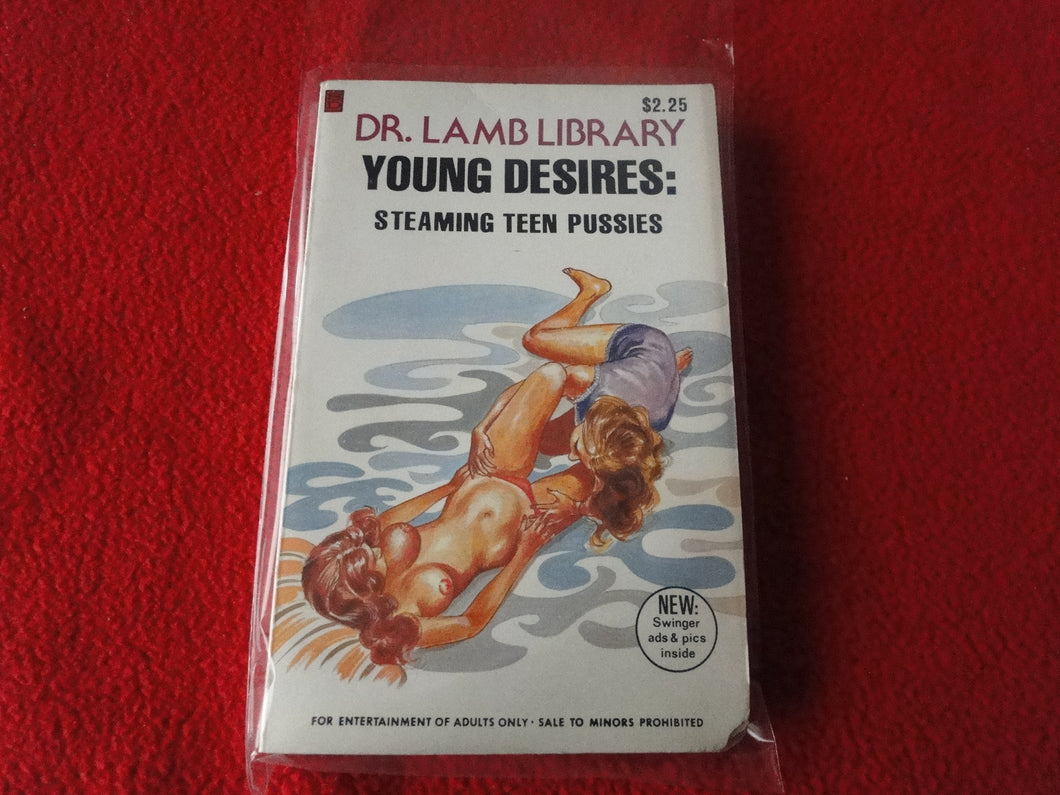 $2.25
DR. LAMB LIBRARY
YOUNG DESIRES:
STEAMING TEEN PUSSIES
NEW:
Swinger
ads & pics
inside
FOR ENTERTAINMENT OF ADULTS ONLY · SALE TO MINORS PROHIBITED